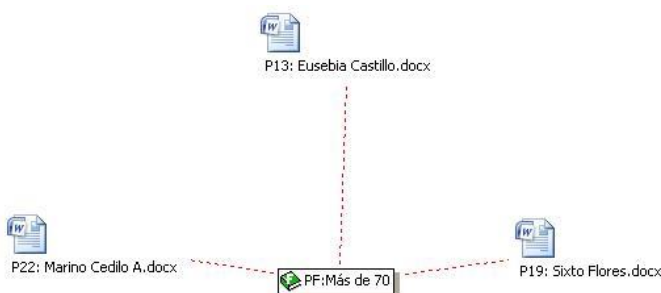 P13: Eusebia Castillo.docx
P22: Marino Cedilo A.docx
P19: Sixto Flores.docx
PF:Más de 70